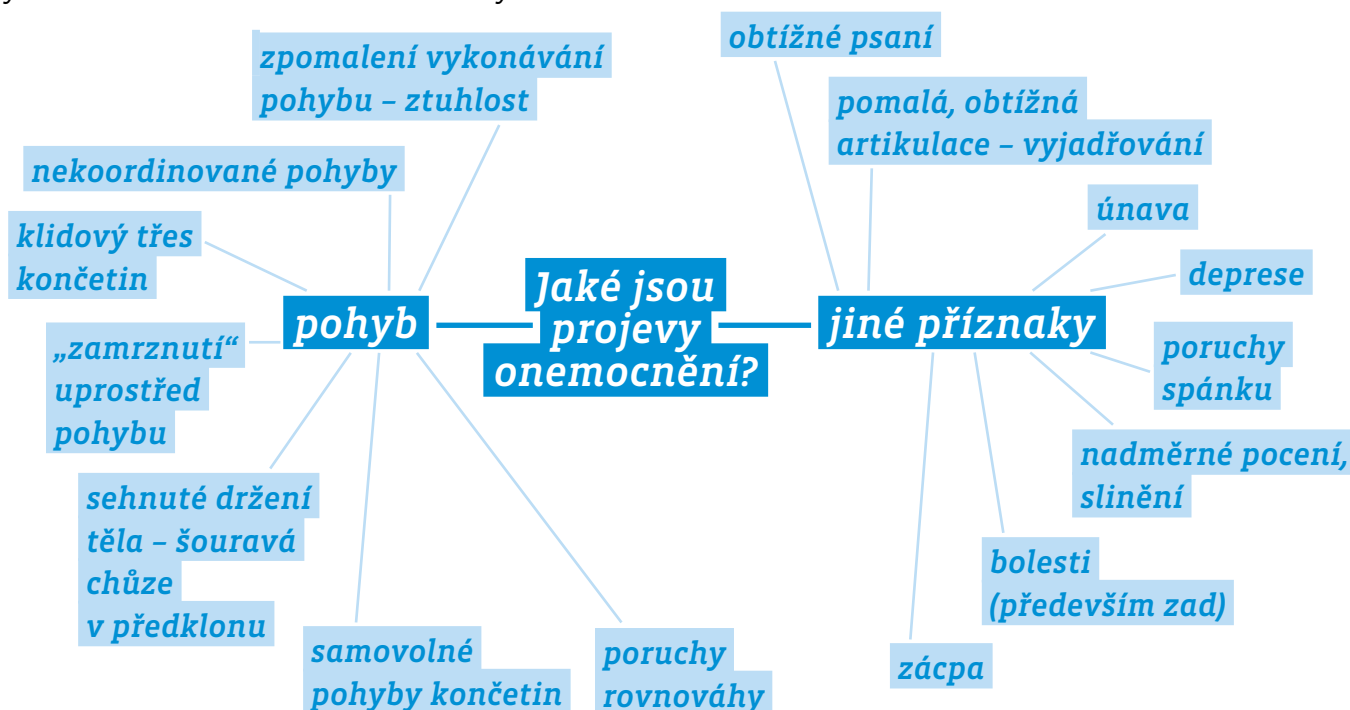 zpomalení vykonávání
pohybu – ztuhlost
nekoordinované pohyby
klidový třes
končetin
„zamrznutí“
uprostřed
pohybu
sehnuté držení
těla – šouravá
chůze
v předklonu
samovolné
pohyby končetin
poruchy
rovnováhy
pohyb
Jaké jsou
projevy
onemocnění?
jiné příznaky
obtížné psaní
pomalá, obtížná
artikulace – vyjadřování
únava
deprese
poruchy
spánku
nadměrné pocení,
slinění
bolesti
(především zad)
zácpa